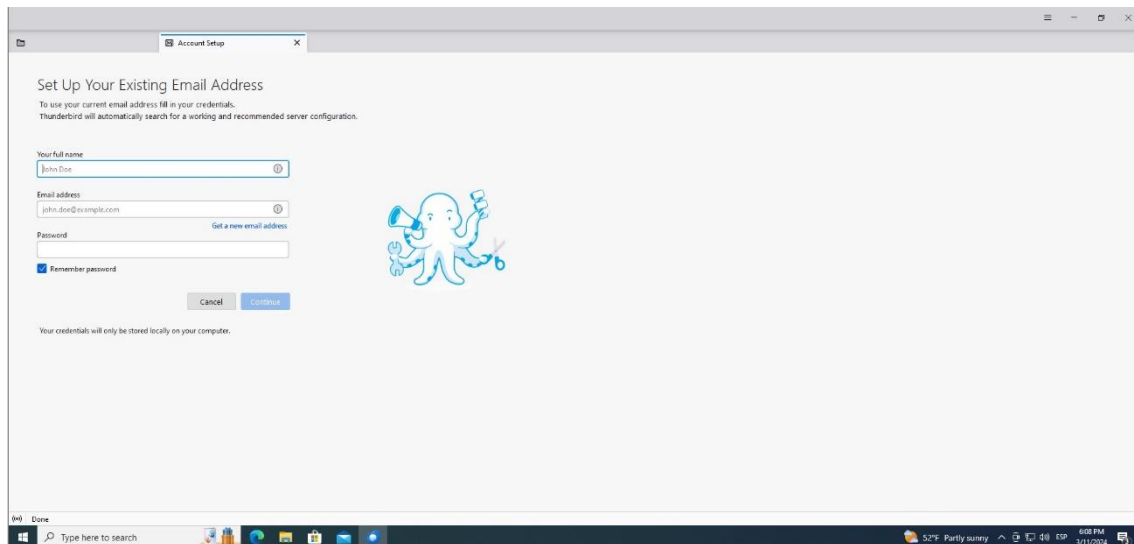 Account Setup
Set Up Your Existing Email Address
To use your current email address fill in your credentials.
Thunderbird will automatically search for a working and recommended server configuration.
Your full name
John Doe
Email address
john.doe@example.com
Get a new email address
Password
Remember password
Cancel Continue
Your credentials will only be stored locally on your computer.
Done
Type here to search
52°F Partly sunny ESP 6:08 PM
3/11/2024